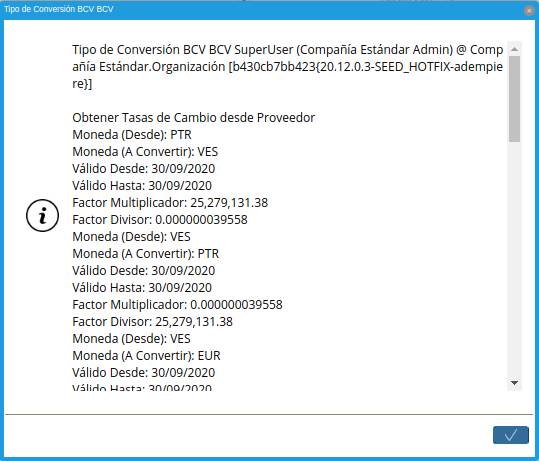 Tipo de Conversión BCV BCV
Tipo de Conversión BCV BCV SuperUser (Compañía Estándar Admin) @ Comp
añía Estándar.Organización [b430cb7bb423{20.12.0.3-SEED_HOTFIX-adempie
re}]
Obtener Tasas de Cambio desde Proveedor
Moneda (Desde): PTR
Moneda (A Convertir): VES
Válido Desde: 30/09/2020
Válido Hasta: 30/09/2020
Factor Multiplicador: 25,279,131.38
Factor Divisor: 0.000000039558
Moneda (Desde): VES
Moneda (A Convertir): PTR
Válido Desde: 30/09/2020
Válido Hasta: 30/09/2020
Factor Multiplicador: 0.000000039558
Factor Divisor: 25,279,131.38
Moneda (Desde): VES
Moneda (A Convertir): EUR
Válido Desde: 30/09/2020
Válido Hasta: 30/09/2020